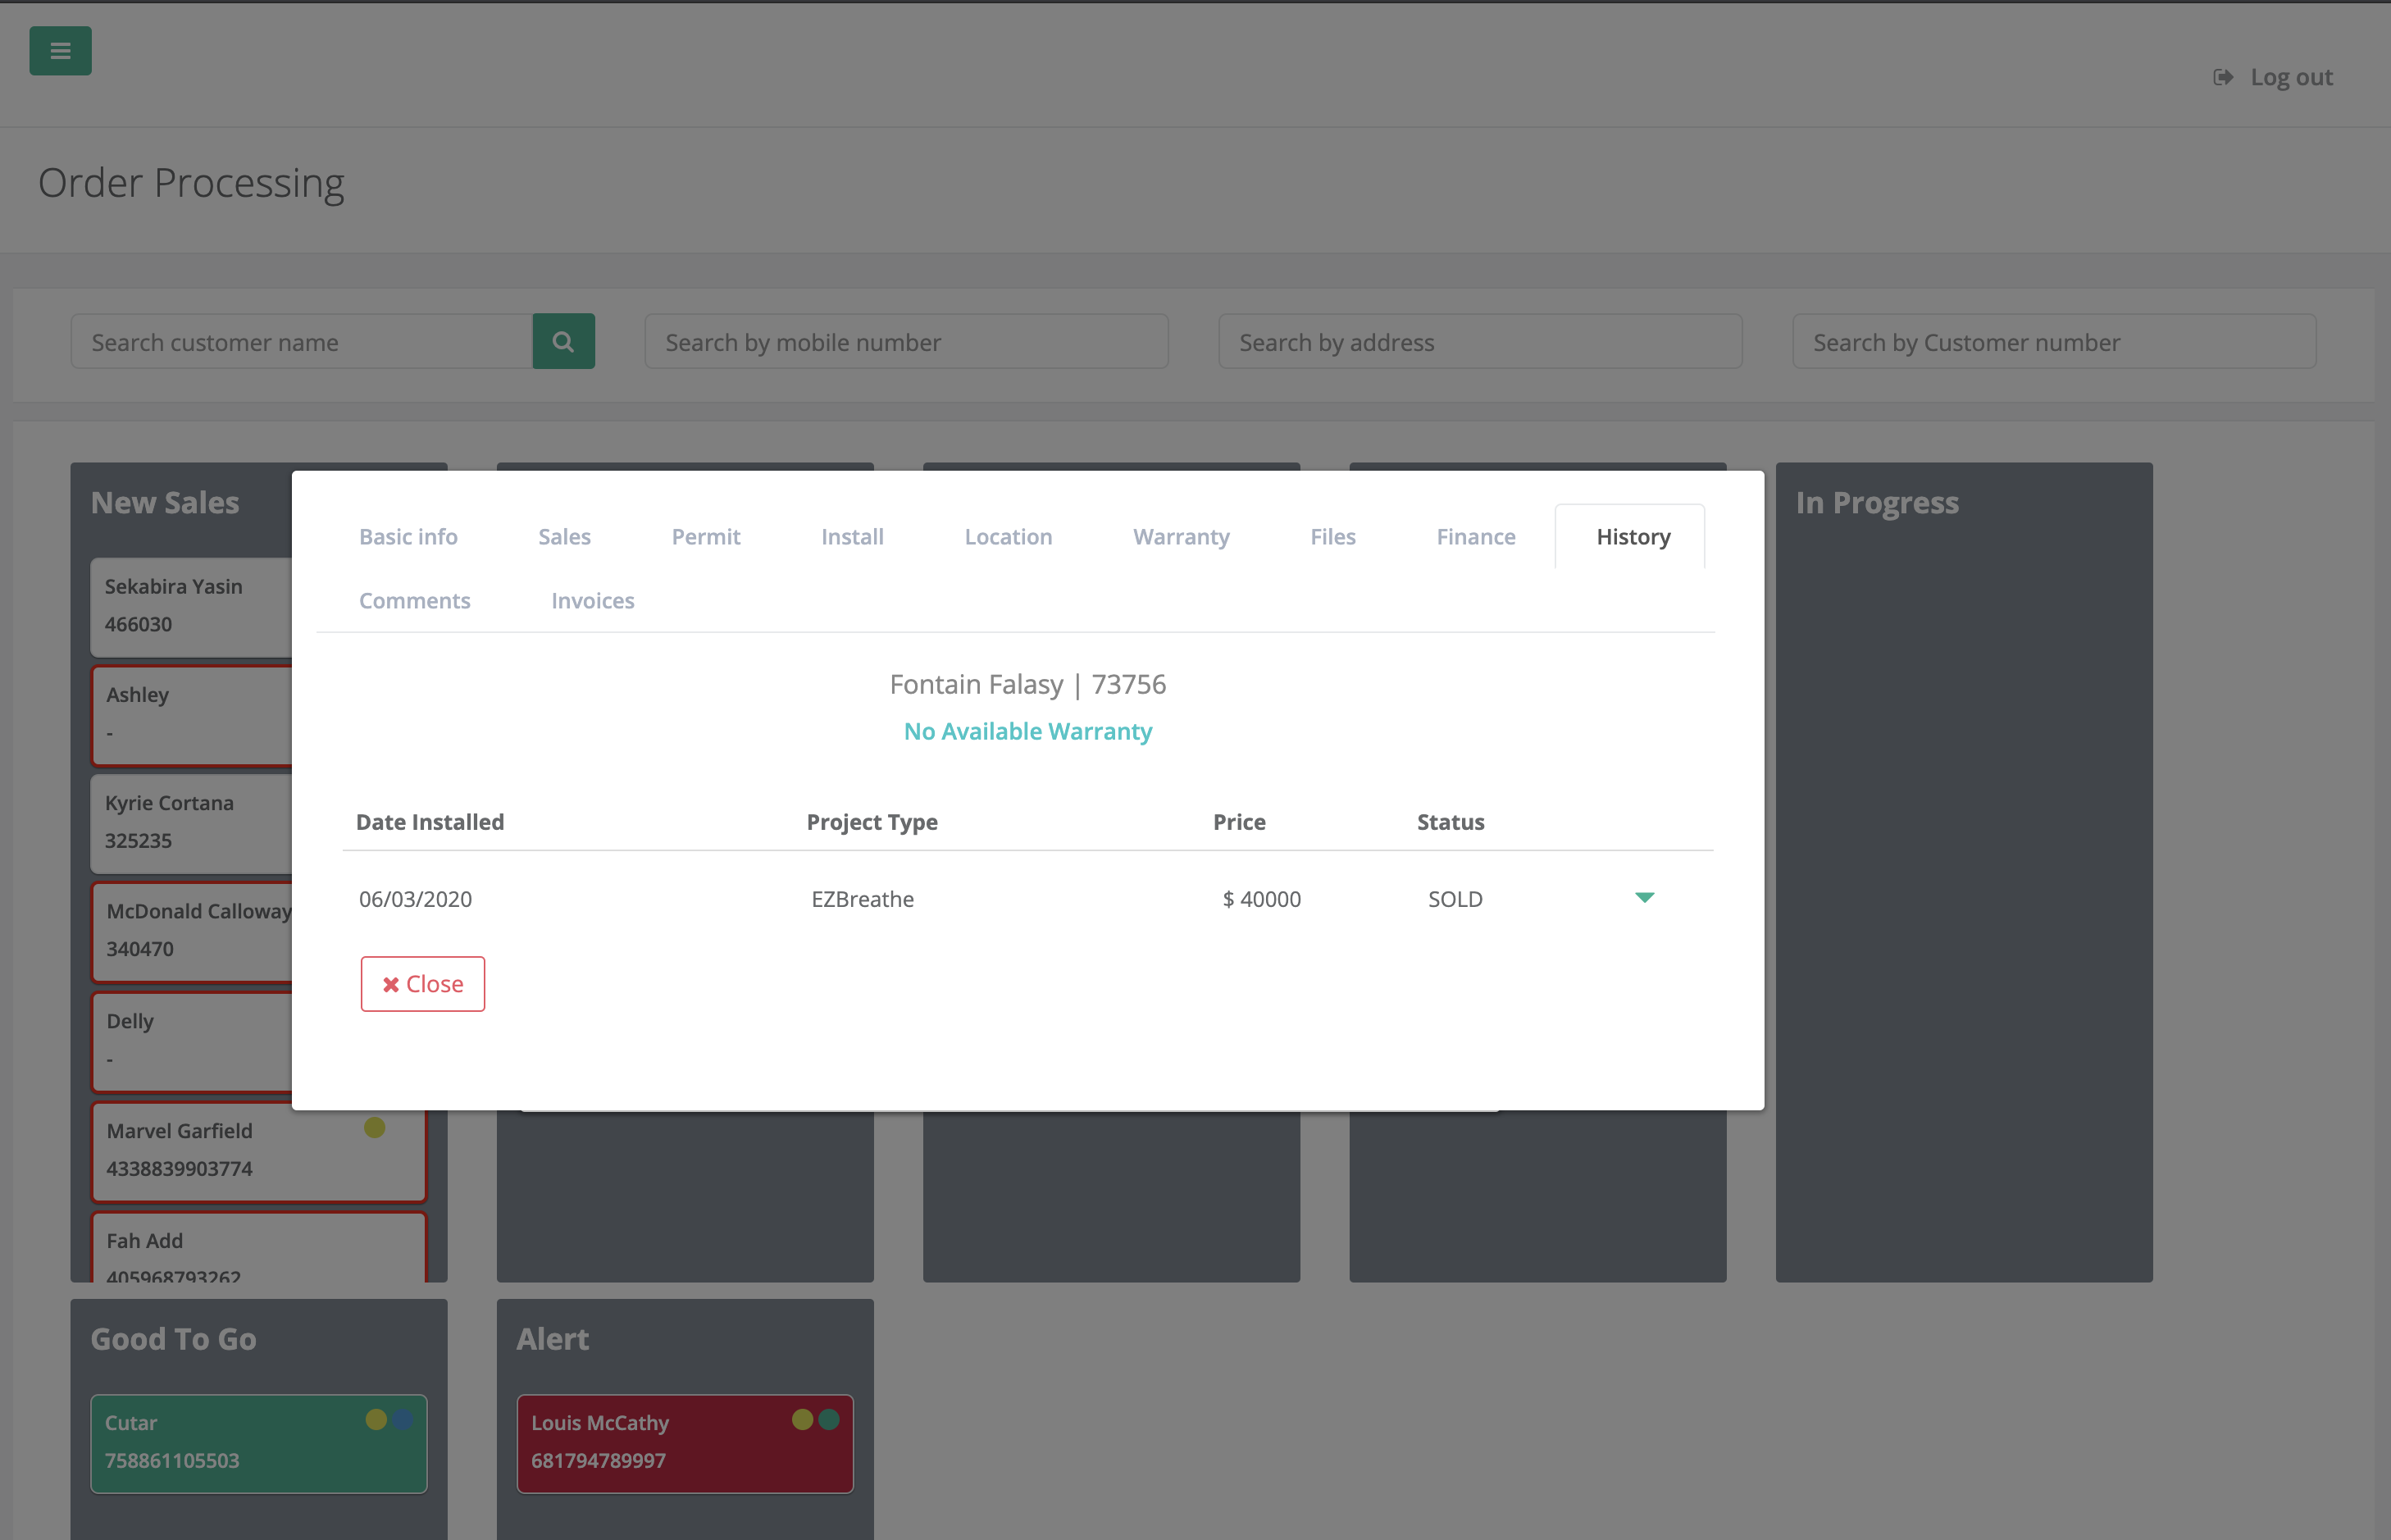 Log out
Order Processing
Search customer name
Search by mobile number
Search by address
Search by Customer number
New Sales
Sekabira Yasin
466030
Ashley
-
Kyrie Cortana
325235
McDonald Calloway
340470
Delly
-
Marvel Garfield
4338839903774
Fah Add
405968793262
In Progress
Basic info Sales Permit Install Location Warranty Files Finance History
Comments Invoices
Fontain Falasy | 73756
No Available Warranty
Date Installed Project Type Price Status
06/03/2020 EZBreathe $ 40000 SOLD
Close
Good To Go
Cutar
758861105503
Alert
Louis McCathy
681794789997